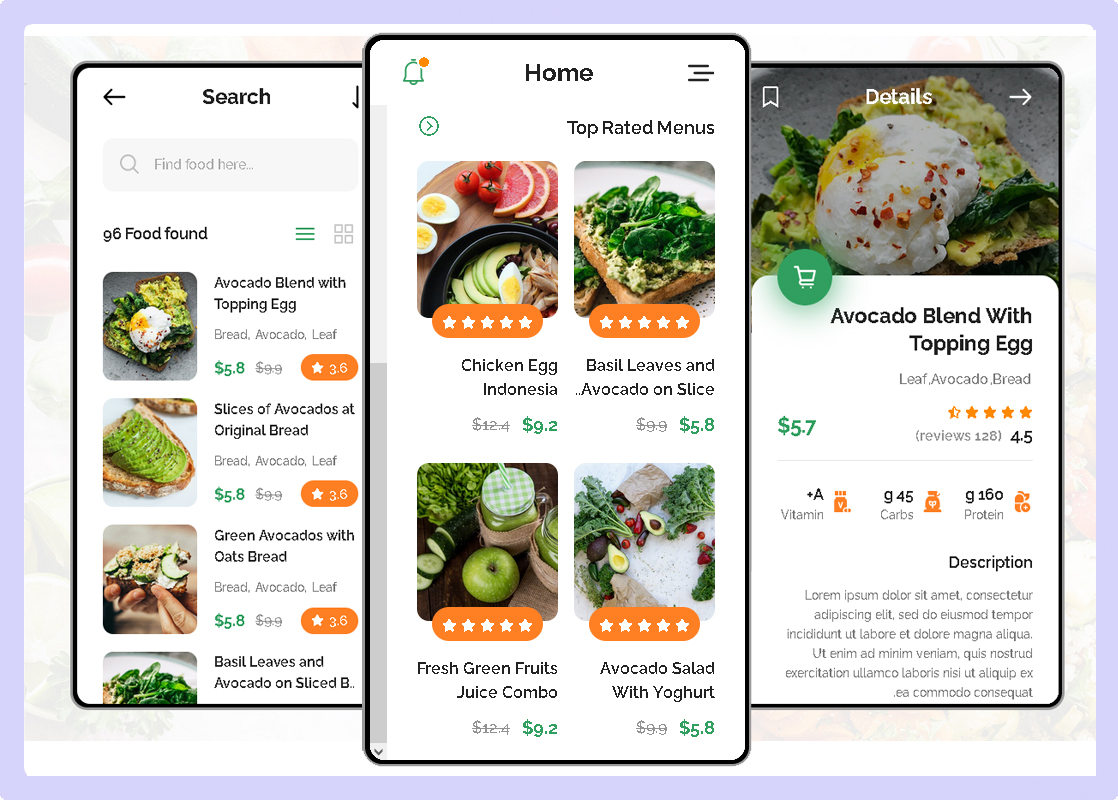 Search
Find food here...
96 Food found
Avocado Blend with
Topping Egg
Bread, Avocado, Leaf
$5.8 $9.9 3.6
Slices of Avocados at
Original Bread
Bread, Avocado, Leaf
$5.8 $9.9 3.6
Green Avocados with
Oats Bread
Bread, Avocado, Leaf
$5.8 $9.9 3.6
Basil Leaves and
Avocado on Sliced B..
Home
Top Rated Menus
Chicken Egg
Indonesia
$12.4 $9.2
Basil Leaves and
..Avocado on Slice
$9.9 $5.8
Fresh Green Fruits
Juice Combo
$12.4 $9.2
Avocado Salad
With Yoghurt
$9.9 $5.8
Details
Avocado Blend With
Topping Egg
Leaf,Avocado,Bread
$5.7
(reviews 128) 4.5
+A
Vitamin
g 45
Carbs
g 160
Protein
Description
Lorem ipsum dolor sit amet, consectetur
adipiscing elit, sed do eiusmod tempor
incididunt ut labore et dolore magna aliqua.
Ut enim ad minim veniam, quis nostrud
exercitation ullamco laboris nisi ut aliquip ex
.ea commodo consequat